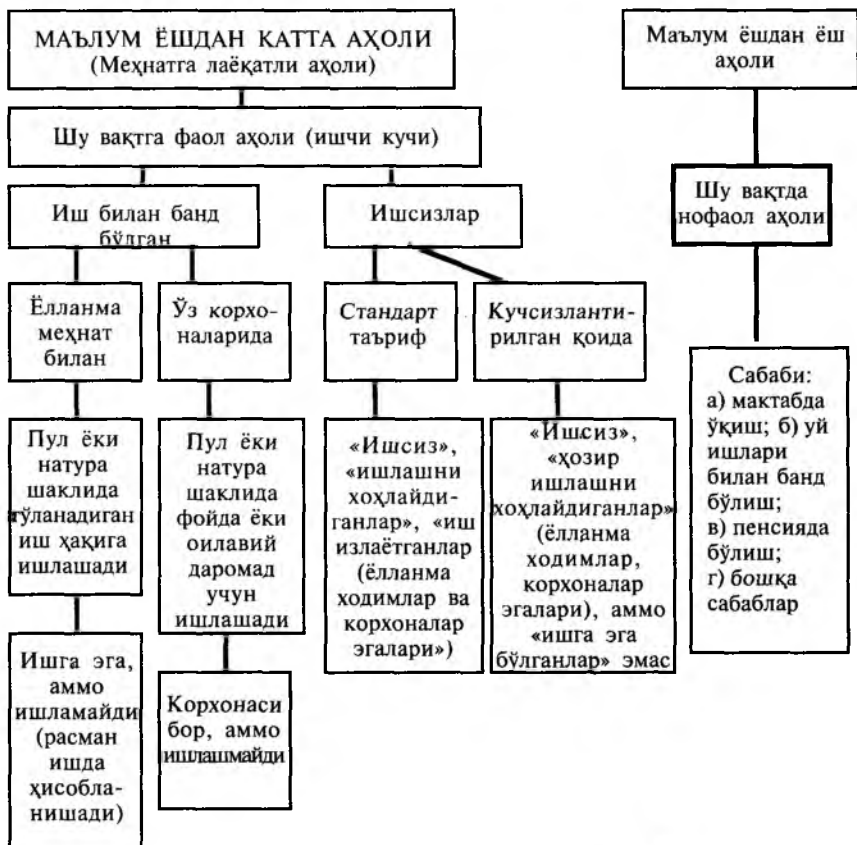 МАЪЛУМ ЁШДАН КАТТА АҲОЛИ
(Меҳнатга лаёқатли аҳоли)
Маълум ёшдан ёш
аҳоли
Шу вақтга фаол аҳоли (ишчи кучи)
Шу вақтда
нофаол аҳоли
Иш билан банд
бўлган
Ишсизлар
Ёлланма
меҳнат
билан
Ўз корхо-
наларида
Стандарт
таъриф
Кучсизланти-
рилган қоида
Сабаби:
а) мактабда
ўқиш; б) уй
ишлари
билан банд
бўлиш;
в) пенсияда
бўлиш;
г) бошқа
сабаблар
Пул ёки
натура
шаклида
тўланадиган
иш ҳақига
ишлашади
Пул ёки
натура
шаклида
фойда ёки
оилавий
даромад
учун
ишлашади
«Ишсиз»,
«ишлашни
хоҳлайди-
ганлар», «иш
излаётганлар
(ёлланма
ходимлар ва
корхоналар
эгалари»)
«Ишсиз»,
«ҳозир
ишлашни
хоҳлайдиганлар»
(ёлланма
ходимлар,
корхоналар
эгалари), аммо
«ишга эга
бўлганлар» эмас
Ишга эга,
аммо
ишламайди
(расман
ишда
ҳисобла-
нишади)
Корхонаси
бор, аммо
ишлашмайди